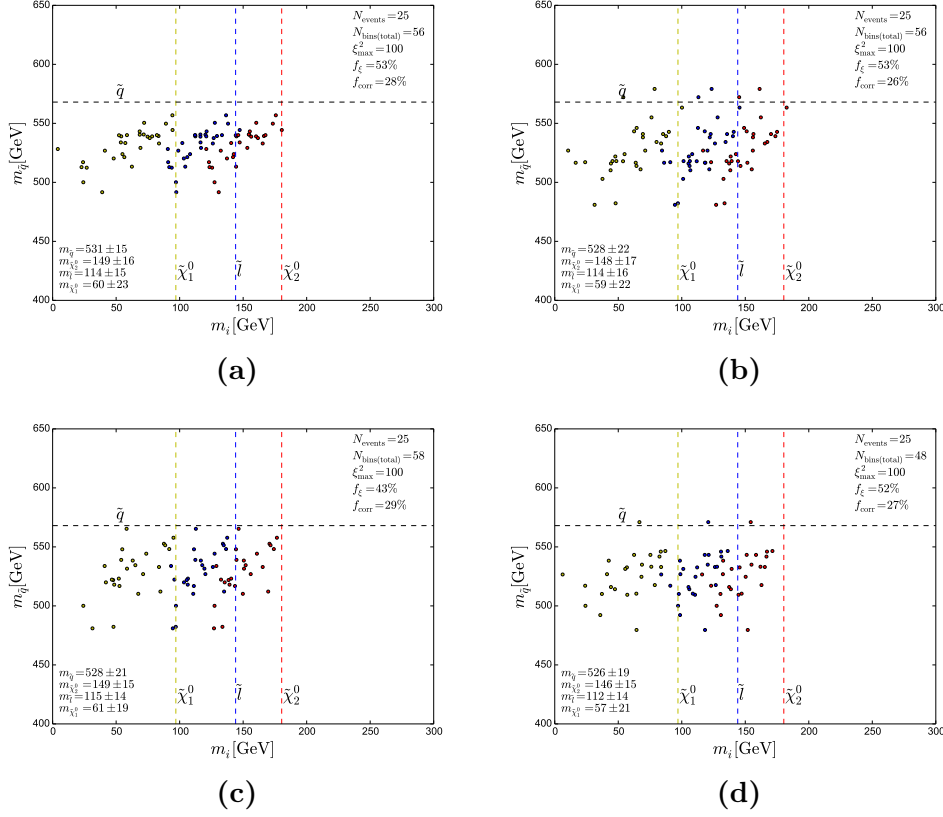 650
600
550
500
450
400
0
50
100
150
200
250
300
m_q̃[GeV]
m_i[GeV]
q̃
χ̃₁⁰
l̃
χ̃₂⁰
N_events=25
N_bins(total)=56
ξ²_max=100
f_ξ=53%
f_corr=28%
m_q̃=531±15
m_χ̃₂⁰=149±16
m_l̃=114±15
m_χ̃₁⁰=60±23
(a)
650
600
550
500
450
400
0
50
100
150
200
250
300
m_q̃[GeV]
m_i[GeV]
q̃
χ̃₁⁰
l̃
χ̃₂⁰
N_events=25
N_bins(total)=56
ξ²_max=100
f_ξ=53%
f_corr=26%
m_q̃=528±22
m_χ̃₂⁰=148±17
m_l̃=114±16
m_χ̃₁⁰=59±22
(b)
650
600
550
500
450
400
0
50
100
150
200
250
300
m_q̃[GeV]
m_i[GeV]
q̃
χ̃₁⁰
l̃
χ̃₂⁰
N_events=25
N_bins(total)=58
ξ²_max=100
f_ξ=43%
f_corr=29%
m_q̃=528±21
m_χ̃₂⁰=149±15
m_l̃=115±14
m_χ̃₁⁰=61±19
(c)
650
600
550
500
450
400
0
50
100
150
200
250
300
m_q̃[GeV]
m_i[GeV]
q̃
χ̃₁⁰
l̃
χ̃₂⁰
N_events=25
N_bins(total)=48
ξ²_max=100
f_ξ=52%
f_corr=27%
m_q̃=526±19
m_χ̃₂⁰=146±15
m_l̃=112±14
m_χ̃₁⁰=57±21
(d)